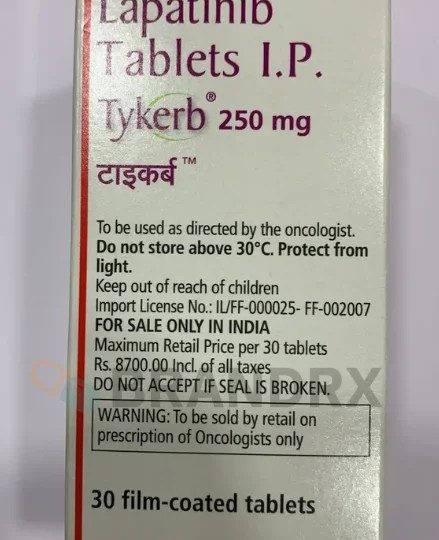 Lapatinib
Tablets I.P.
Tykerb® 250 mg
टाइकर्ब ™
To be used as directed by the oncologist.
Do not store above 30°C. Protect from
light.
Keep out of reach of children
Import License No.: IL/FF-000025- FF-002007
FOR SALE ONLY IN INDIA
Maximum Retail Price per 30 tablets
Rs. 8700.00 Incl. of all taxes
DO NOT ACCEPT IF SEAL IS BROKEN.
BRANDRX
WARNING: To be sold by retail on
prescription of Oncologists only
30 film-coated tablets